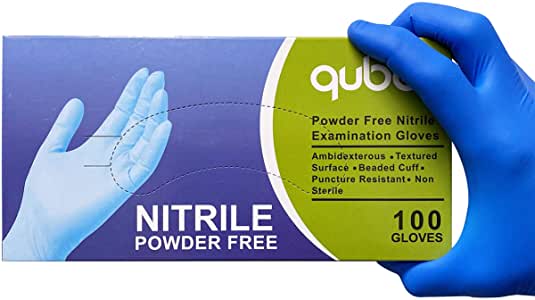 Powder Free Nitrile
Examination Gloves
Ambidexterous • Textured
Surface • Beaded Cuff •
Puncture Resistant • Non
Sterile
NITRILE
POWDER FREE
100
GLOVES